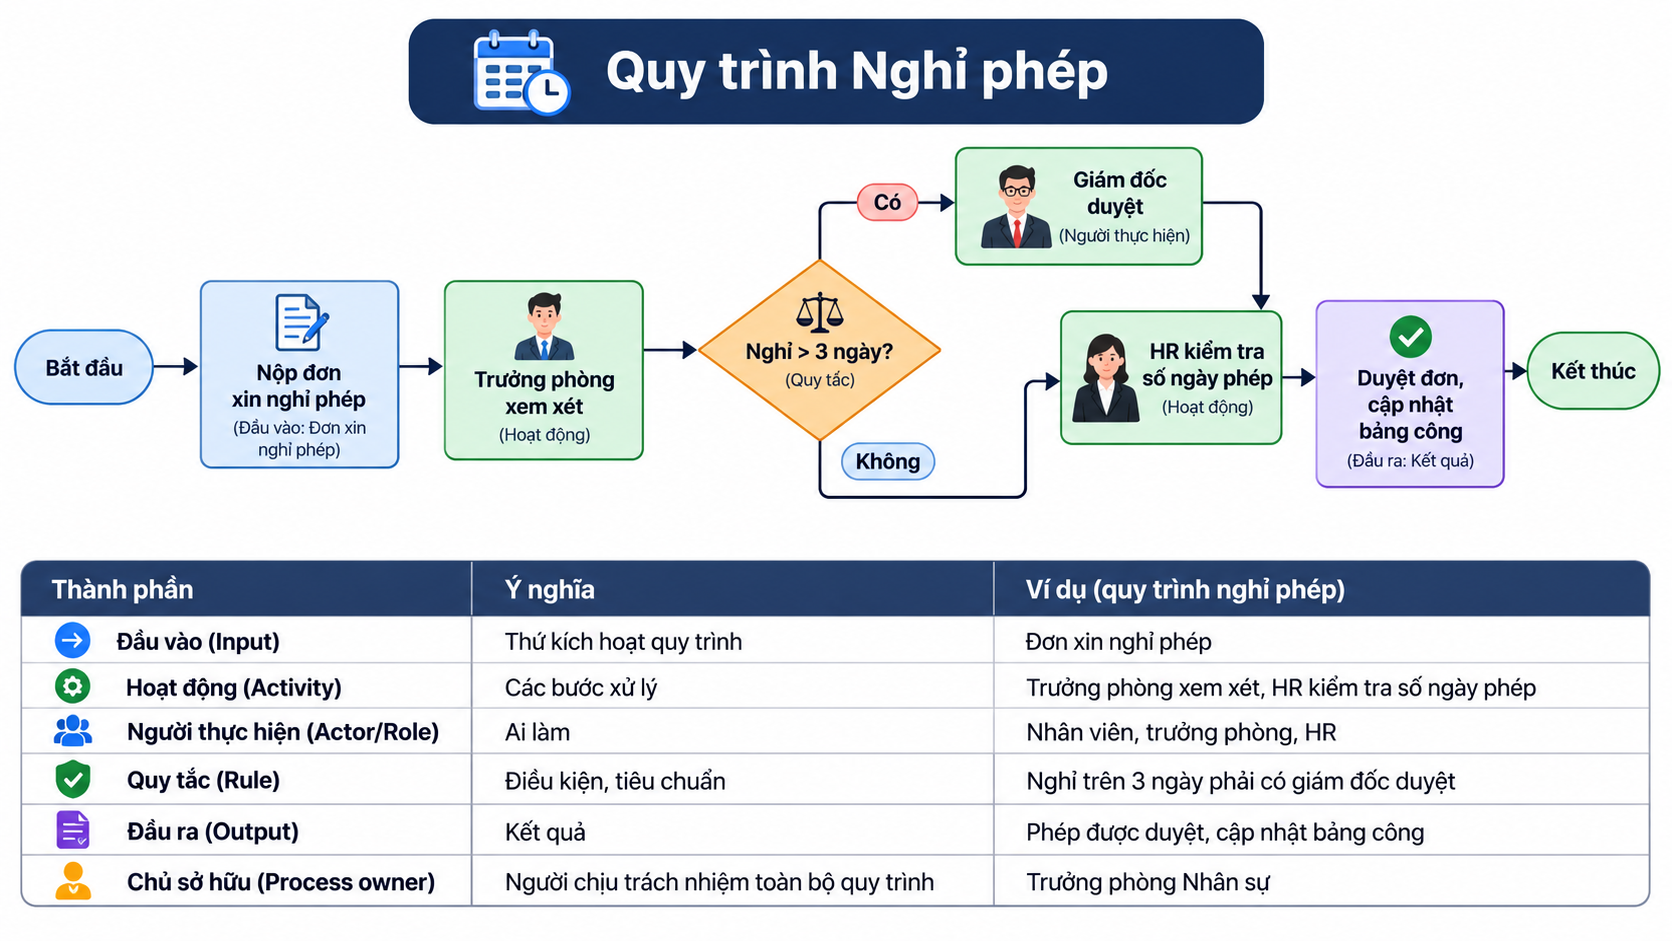 Quy trình Nghỉ phép
Bắt đầu
Nộp đơn
xin nghỉ phép
(Đầu vào: Đơn xin
nghỉ phép)
Trưởng phòng
xem xét
(Hoạt động)
Nghỉ > 3 ngày?
(Quy tắc)
Có
Giám đốc
duyệt
(Người thực hiện)
Không
HR kiểm tra
số ngày phép
(Hoạt động)
Duyệt đơn,
cập nhật
bảng công
(Đầu ra: Kết quả)
Kết thúc
Thành phần Ý nghĩa Ví dụ (quy trình nghỉ phép)
Đầu vào (Input) Thứ kích hoạt quy trình Đơn xin nghỉ phép
Hoạt động (Activity) Các bước xử lý Trưởng phòng xem xét, HR kiểm tra số ngày phép
Người thực hiện (Actor/Role) Ai làm Nhân viên, trưởng phòng, HR
Quy tắc (Rule) Điều kiện, tiêu chuẩn Nghỉ trên 3 ngày phải có giám đốc duyệt
Đầu ra (Output) Kết quả Phép được duyệt, cập nhật bảng công
Chủ sở hữu (Process owner) Người chịu trách nhiệm toàn bộ quy trình Trưởng phòng Nhân sự